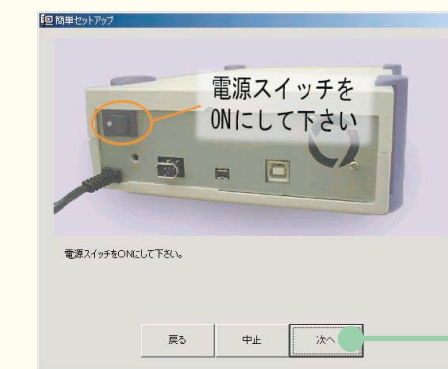 簡単セットアップ
電源スイッチを
ONにして下さい
電源スイッチをONにして下さい。
戻る
中止
次へ